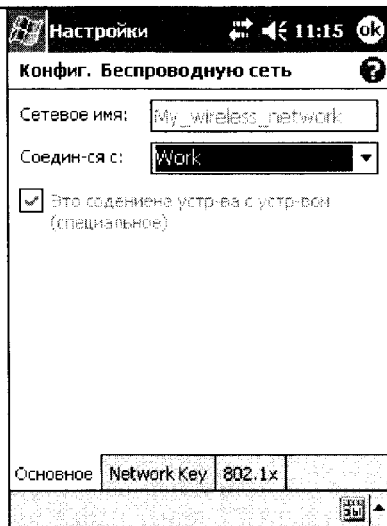 Настройки 11:15 ok
Конфиг. Беспроводную сеть ?
Сетевое имя: My_wireless_network
Соедин-ся с: Work
Это содениене устр-ва с устр-вом
(специальное)
Основное Network Key 802.1x